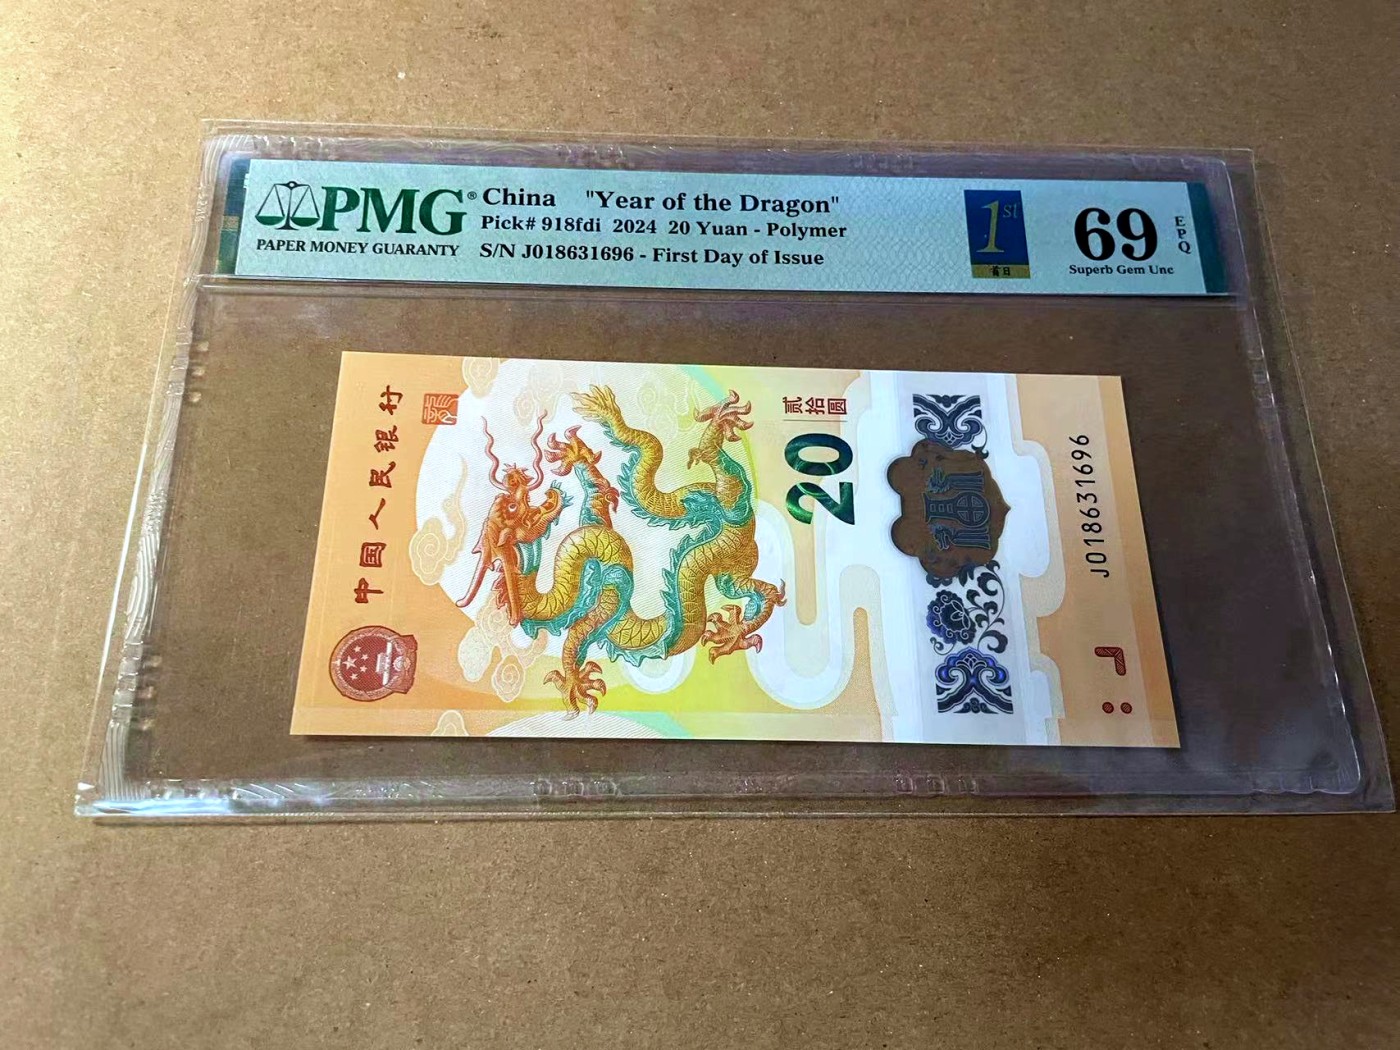 PMG® China "Year of the Dragon"
PAPER MONEY GUARANTY
Pick# 918fdi 2024 20 Yuan - Polymer
S/N J018631696 - First Day of Issue
1st
首日
69
EPQ
Superb Gem Unc
中国人民银行
贰拾圆
20
福
J018631696